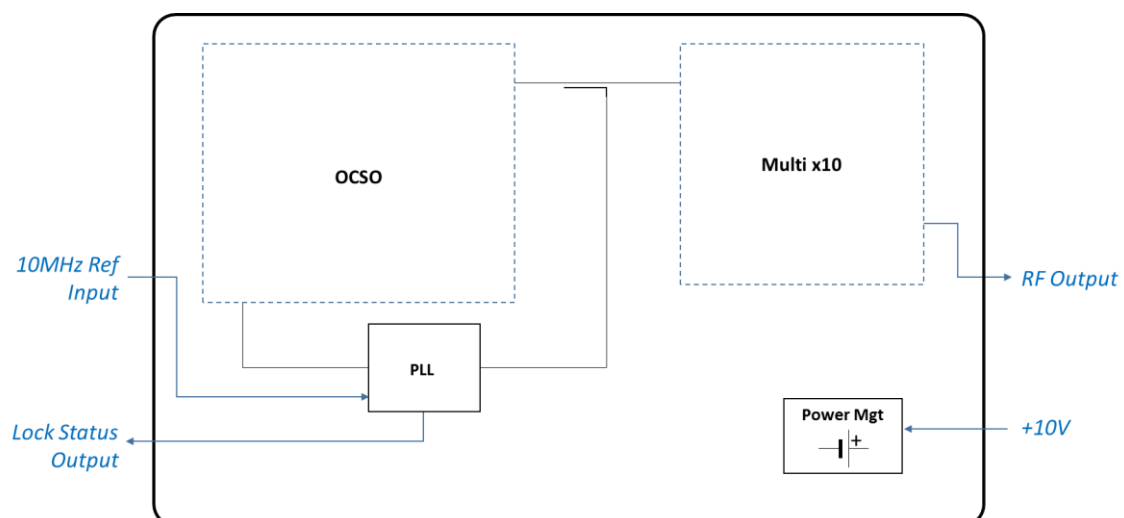 OCSO
Multi x10
10MHz Ref
Input
RF Output
PLL
Lock Status
Output
Power Mgt
+
+10V